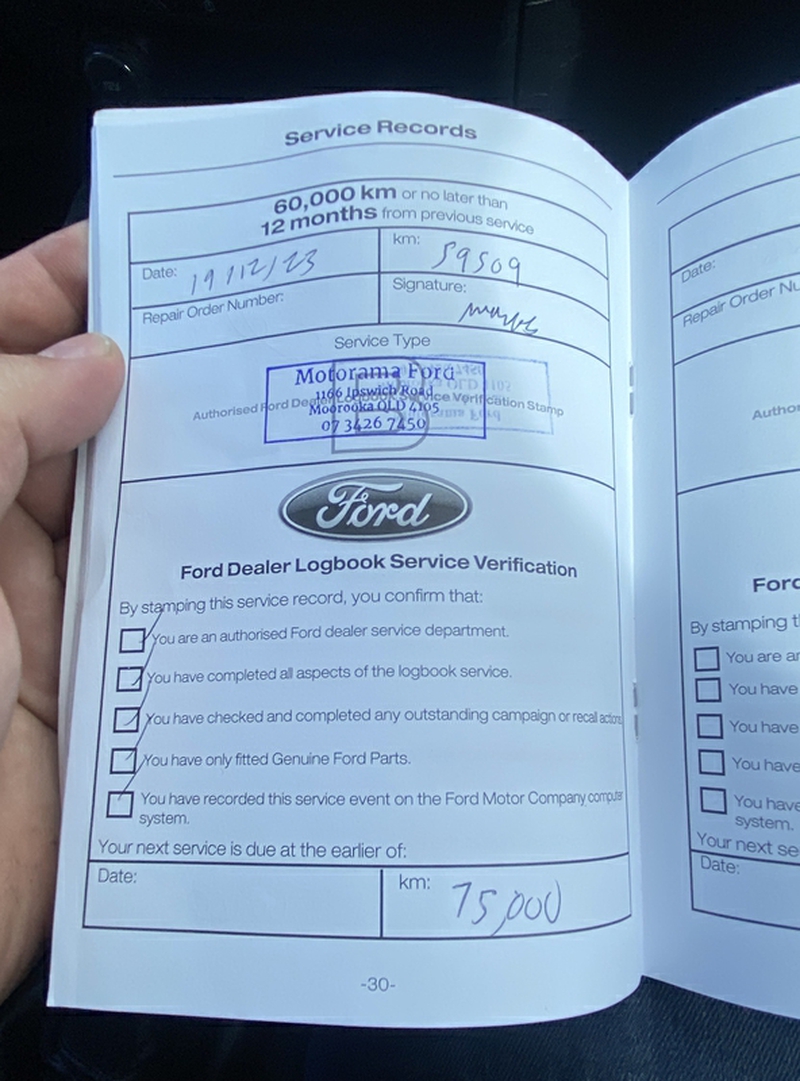 Service Records
60,000 km or no later than
12 months from previous service
Date: 19/12/23
km: 59509
Repair Order Number:
Signature:
Service Type
Motorama Ford
1166 Ipswich Road
Authorised Ford Dealer Logbook Service Verification Stamp
Moorooka QLD 4105
07 3426 7450
Ford
Ford Dealer Logbook Service Verification
By stamping this service record, you confirm that:
You are an authorised Ford dealer service department.
You have completed all aspects of the logbook service.
You have checked and completed any outstanding campaign or recall actions.
You have only fitted Genuine Ford Parts.
You have recorded this service event on the Ford Motor Company computer
system.
Your next service is due at the earlier of:
Date:
km: 75,000
-30-
Date:
Repair Order Nu
Autho
Ford
By stamping t
You are ar
You have
You have
You have
You have
system.
Your next se
Date: